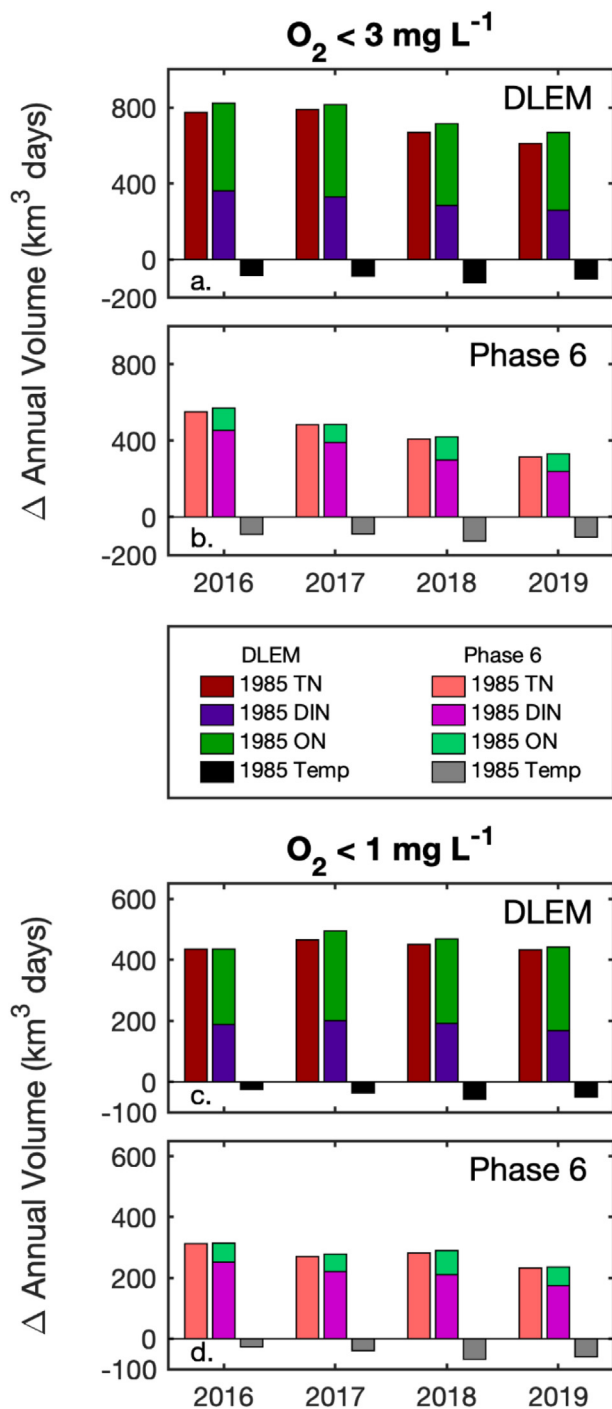 O₂ < 3 mg L⁻¹
DLEM
800
400
0
-200
a.
Phase 6
800
400
0
-200
b.
2016 2017 2018 2019
Δ Annual Volume (km³ days)
DLEM Phase 6
1985 TN 1985 TN
1985 DIN 1985 DIN
1985 ON 1985 ON
1985 Temp 1985 Temp
O₂ < 1 mg L⁻¹
DLEM
600
400
200
0
-100
c.
Phase 6
600
400
200
0
-100
d.
2016 2017 2018 2019
Δ Annual Volume (km³ days)